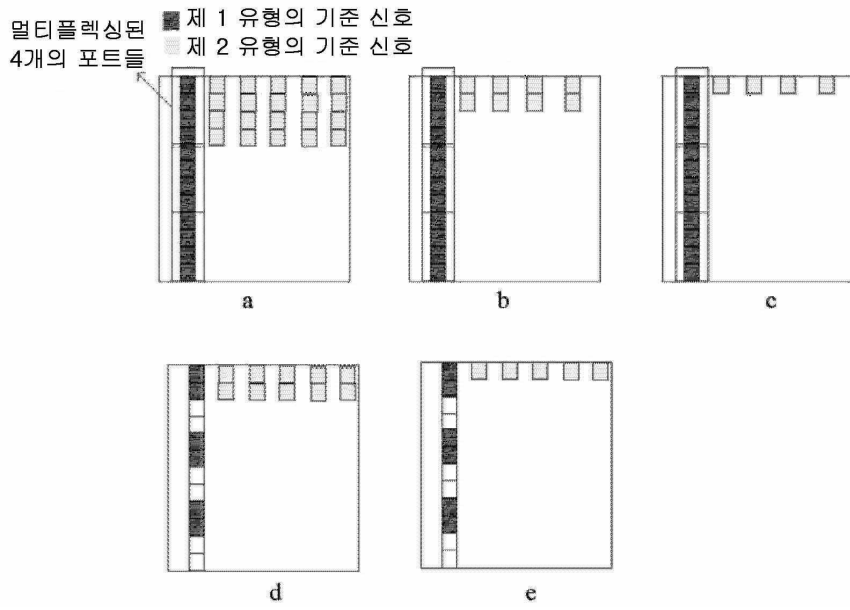 멀티플렉싱된
4개의 포트들
제 1 유형의 기준 신호
제 2 유형의 기준 신호
a
b
c
d
e